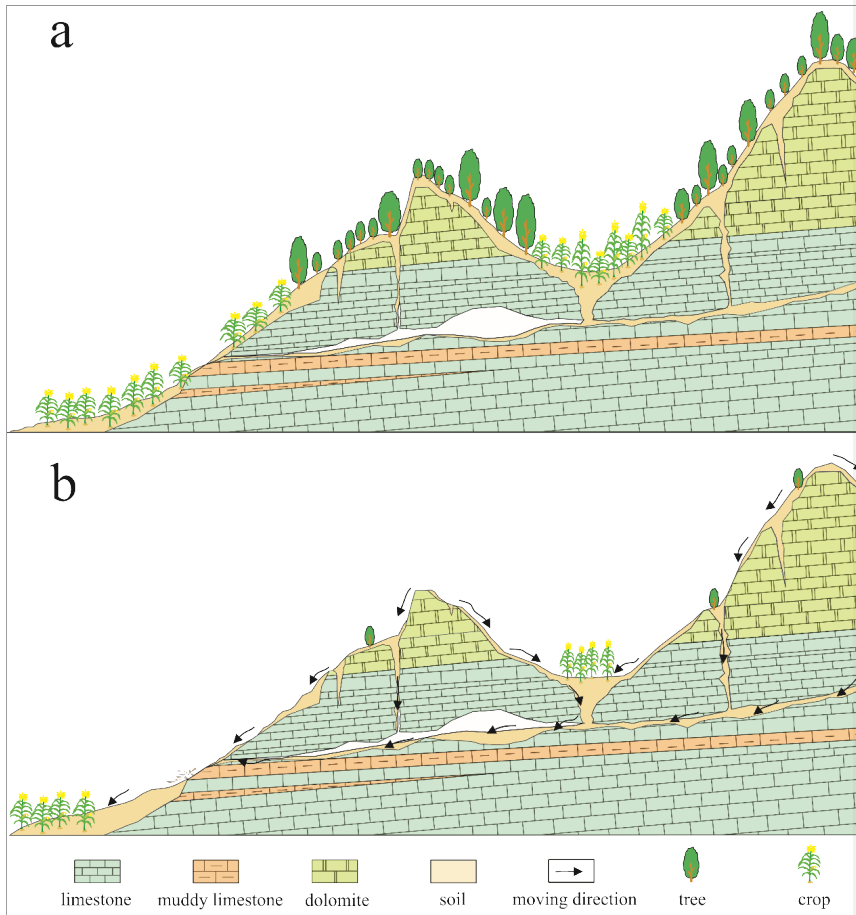 a
b
limestone
muddy limestone
dolomite
soil
moving direction
tree
crop